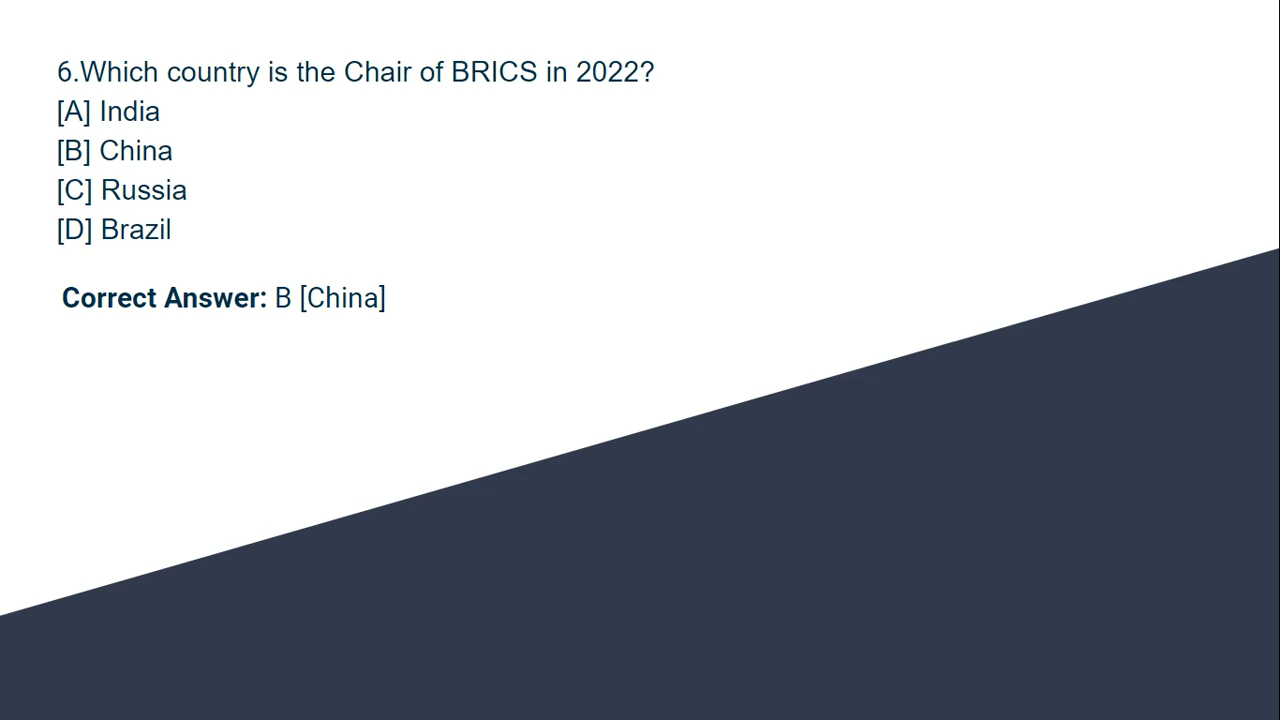 6.Which country is the Chair of BRICS in 2022?
[A] India
[B] China
[C] Russia
[D] Brazil
Correct Answer: B [China]